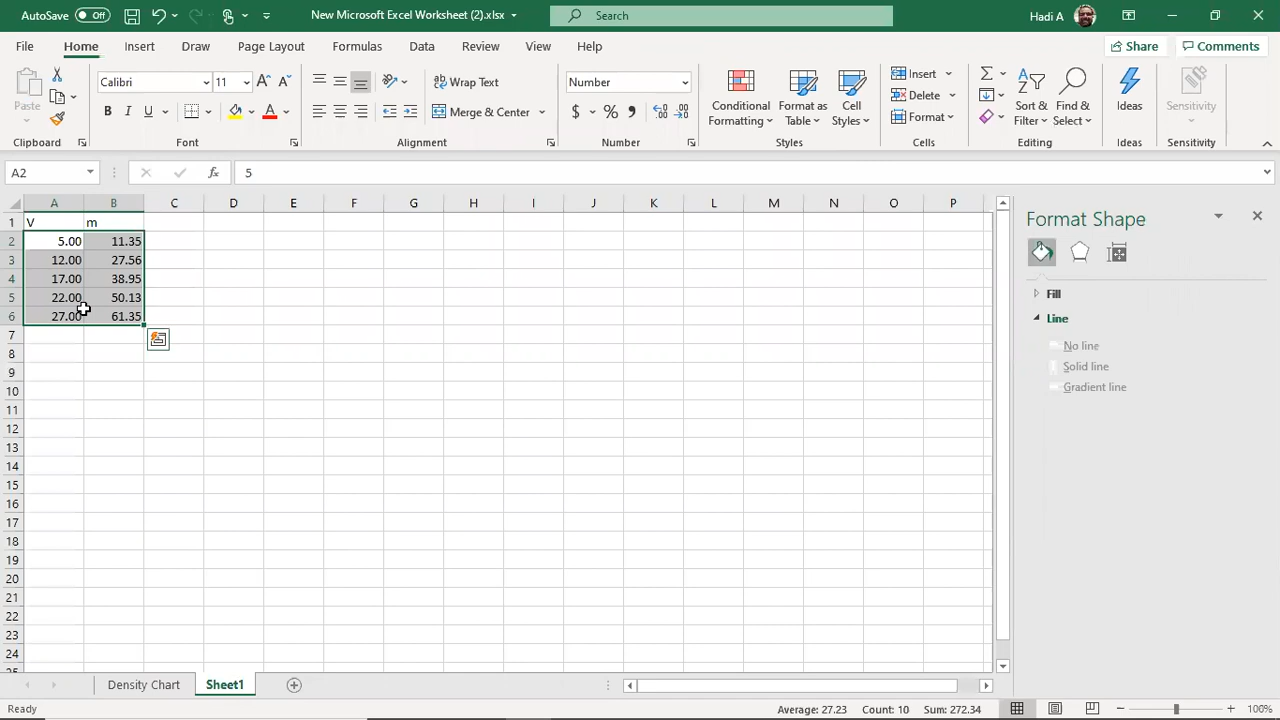 AutoSave Off New Microsoft Excel Worksheet (2).xlsx Search Hadi A
File Home Insert Draw Page Layout Formulas Data Review View Help Share Comments
Paste Calibri 11 Wrap Text Number Conditional Formatting Format as Table Cell Styles Insert Sort & Filter Find & Select Ideas Sensitivity
B I U Merge & Center $ % , Delete
Format
Clipboard Font Alignment Number Styles Cells Editing Ideas Sensitivity
A2 fx 5
A B C D E F G H I J K L M N O P
1 V m
2 5.00 11.35
3 12.00 27.56
4 17.00 38.95
5 22.00 50.13
6 27.00 61.35
7
8
9
10
11
12
13
14
15
16
17
18
19
20
21
22
23
24
25
Format Shape
Fill
Line
No line
Solid line
Gradient line
Density Chart Sheet1
Ready Average: 27.23 Count: 10 Sum: 272.34 100%